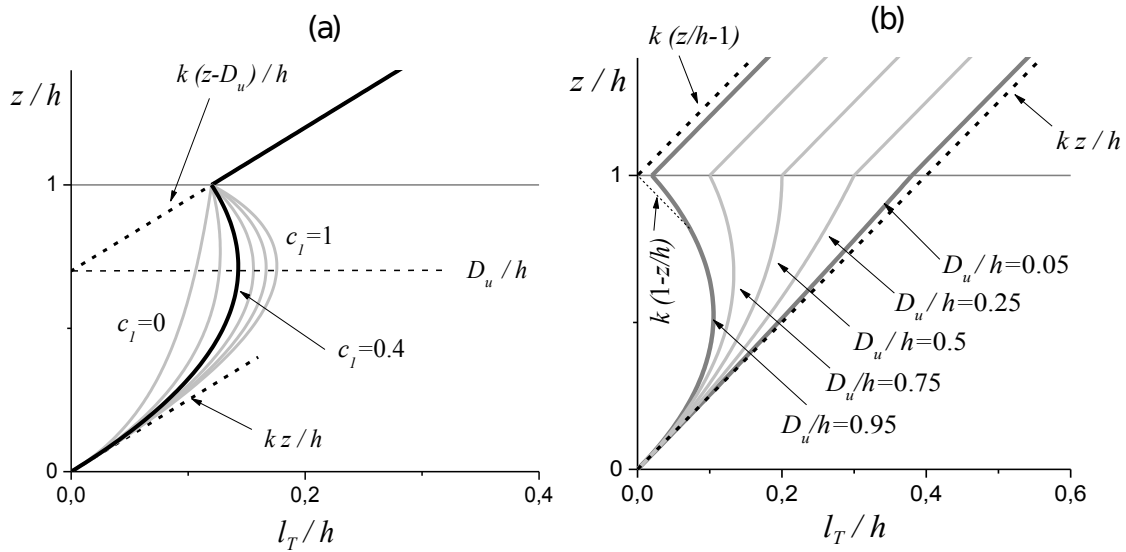 (a)
z / h
k (z-D_u) / h
1
c_1=1
D_u / h
c_1=0
c_1=0.4
k z / h
0
0,0
0,2
0,4
l_T / h
(b)
k (z/h-1)
z / h
k z / h
1
k (1-z/h)
D_u / h=0.05
D_u / h=0.25
D_u / h=0.5
D_u/h=0.75
D_u/h=0.95
0
0,0
0,2
0,4
0,6
l_T / h